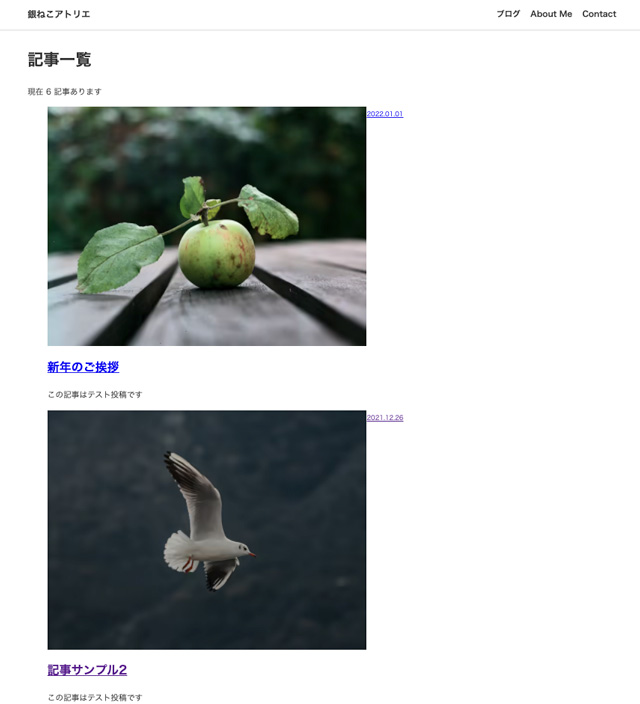 銀ねこアトリエ
ブログ About Me Contact
記事一覧
現在 6 記事あります
2022.01.01
新年のご挨拶
この記事はテスト投稿です
2021.12.26
記事サンプル2
この記事はテスト投稿です